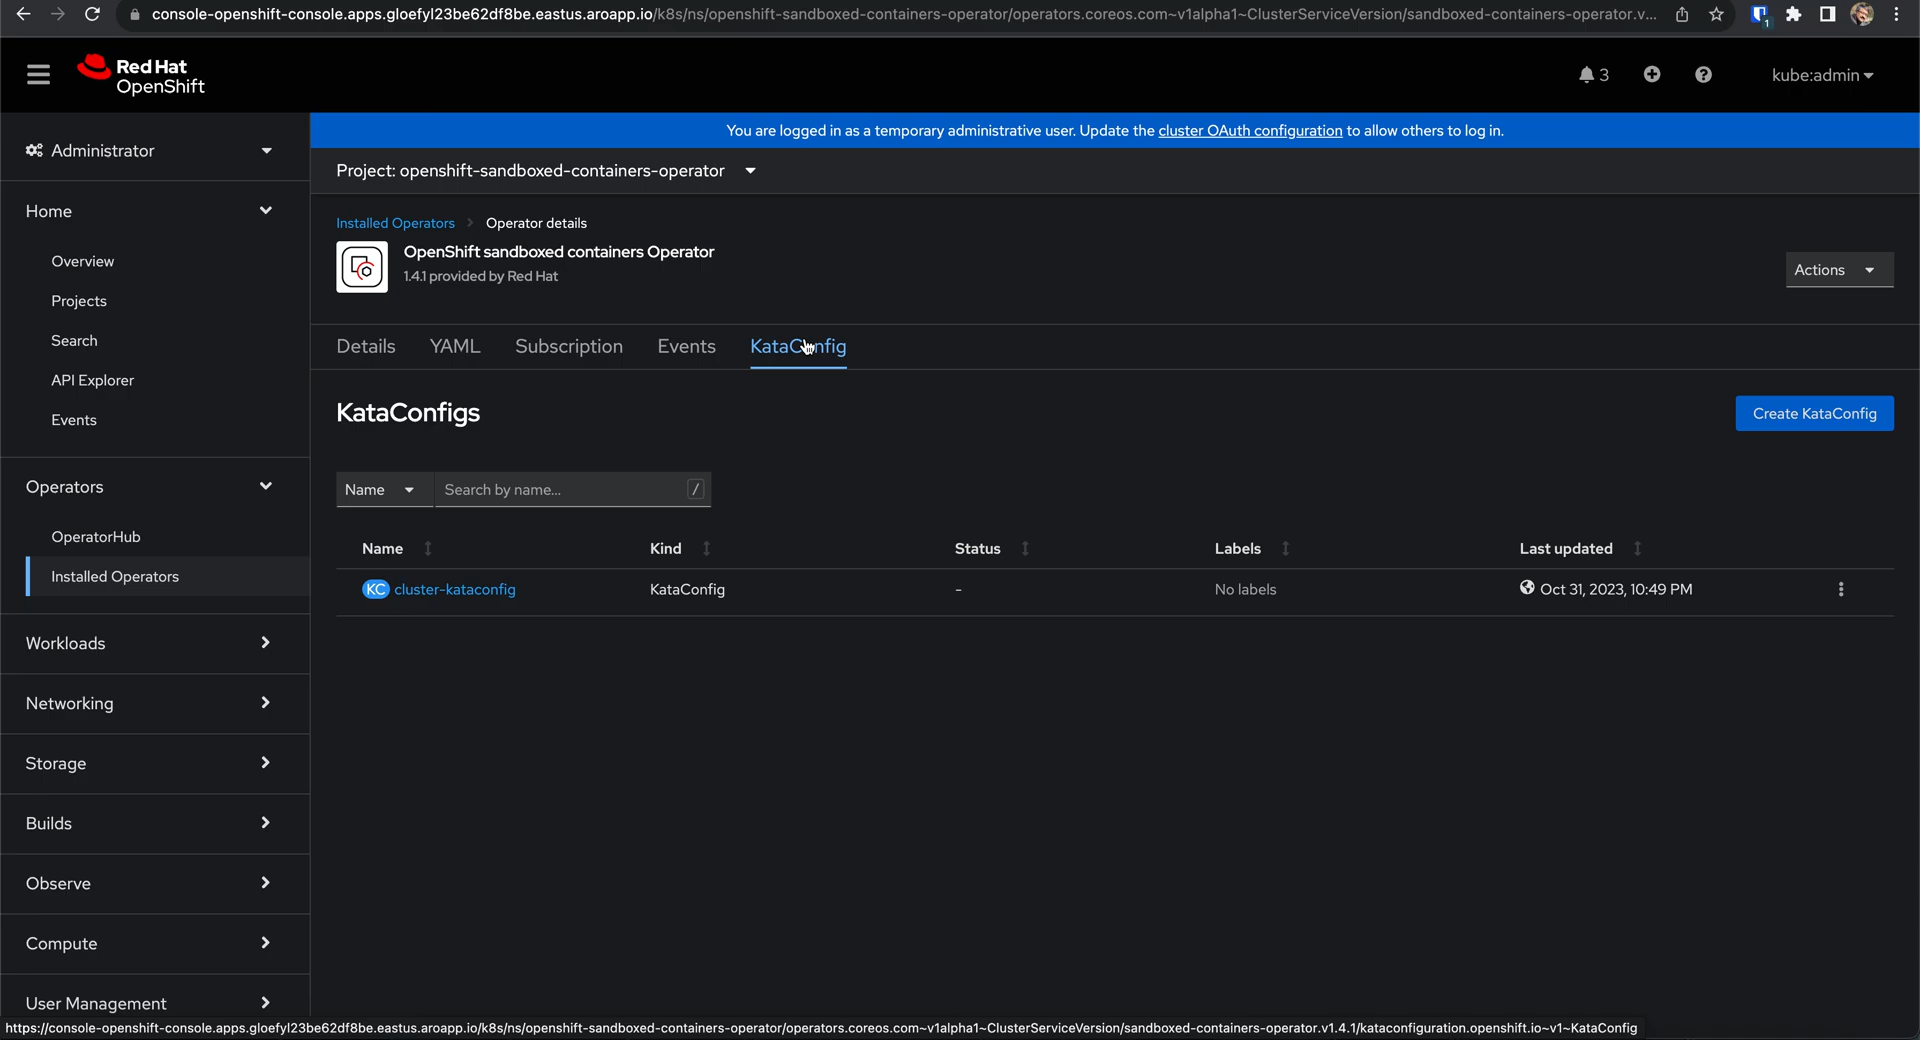 console-openshift-console.apps.gloefyl23be62df8be.eastus.aroapp.io/k8s/ns/openshift-sandboxed-containers-operator/operators.coreos.com~v1alpha1~ClusterServiceVersion/sandboxed-containers-operator.v...
1
Red Hat
OpenShift
3
kube:admin
You are logged in as a temporary administrative user. Update the cluster OAuth configuration to allow others to log in.
Administrator
Project: openshift-sandboxed-containers-operator
Home
Overview
Projects
Search
API Explorer
Events
Operators
OperatorHub
Installed Operators
Workloads
Networking
Storage
Builds
Observe
Compute
User Management
Installed Operators > Operator details
OpenShift sandboxed containers Operator
1.4.1 provided by Red Hat
Actions
Details YAML Subscription Events KataConfig
KataConfigs
Create KataConfig
Name Search by name... /
Name Kind Status Labels Last updated
KC cluster-kataconfig KataConfig - No labels Oct 31, 2023, 10:49 PM
https://console-openshift-console.apps.gloefyl23be62df8be.eastus.aroapp.io/k8s/ns/openshift-sandboxed-containers-operator/operators.coreos.com~v1alpha1~ClusterServiceVersion/sandboxed-containers-operator.v1.4.1/kataconfiguration.openshift.io~v1~KataConfig